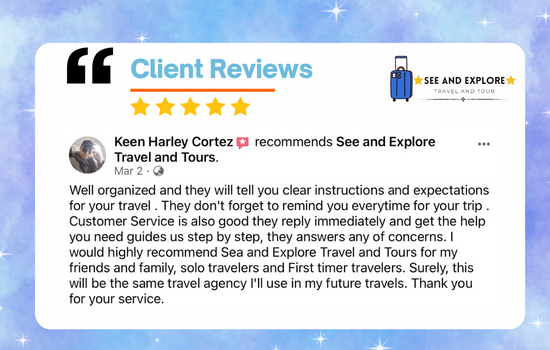 Client Reviews
SEE AND EXPLORE
TRAVEL AND TOUR
Keen Harley Cortez recommends See and Explore
Travel and Tours.
Mar 2 ·
Well organized and they will tell you clear instructions and expectations
for your travel . They don't forget to remind you everytime for your trip .
Customer Service is also good they reply immediately and get the help
you need guides us step by step, they answers any of concerns. I
would highly recommend Sea and Explore Travel and Tours for my
friends and family, solo travelers and First timer travelers. Surely, this
will be the same travel agency I'll use in my future travels. Thank you
for your service.